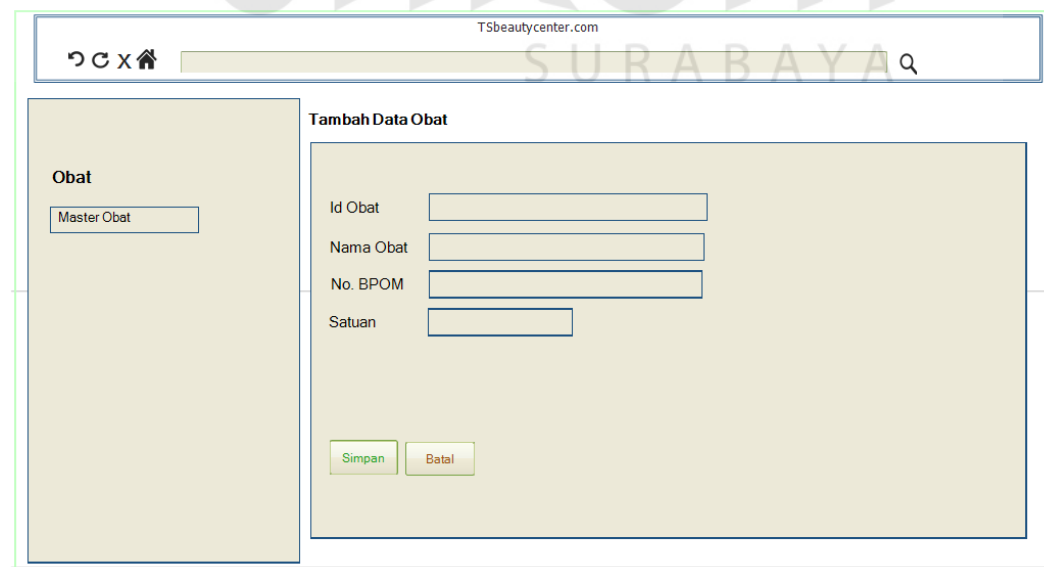 TSbeautycenter.com
X
SURABAYA
Tambah Data Obat
Obat
Master Obat
Id Obat
Nama Obat
No. BPOM
Satuan
Simpan
Batal